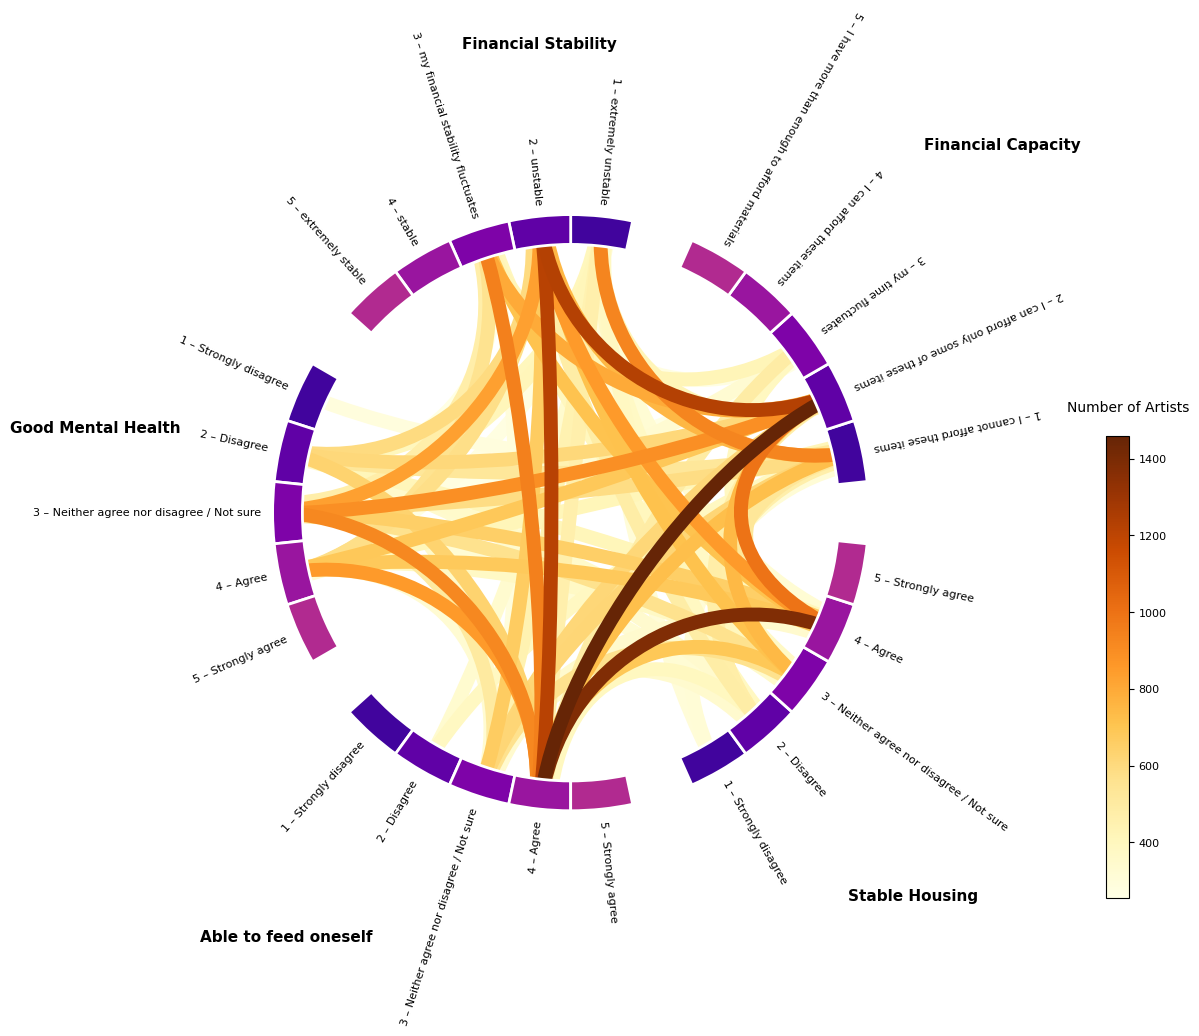 Financial Stability
1 – extremely unstable
2 – unstable
3 – my financial stability fluctuates
4 – stable
5 – extremely stable
Financial Capacity
5 – I have more than enough to afford materials
4 – I can afford these items
3 – my time fluctuates
2 – I can afford only some of these items
1 – I cannot afford these items
Good Mental Health
1 – Strongly disagree
2 – Disagree
3 – Neither agree nor disagree / Not sure
4 – Agree
5 – Strongly agree
Able to feed oneself
1 – Strongly disagree
2 – Disagree
3 – Neither agree nor disagree / Not sure
4 – Agree
5 – Strongly agree
Stable Housing
1 – Strongly disagree
2 – Disagree
3 – Neither agree nor disagree / Not sure
4 – Agree
5 – Strongly agree
Number of Artists
1400
1200
1000
800
600
400